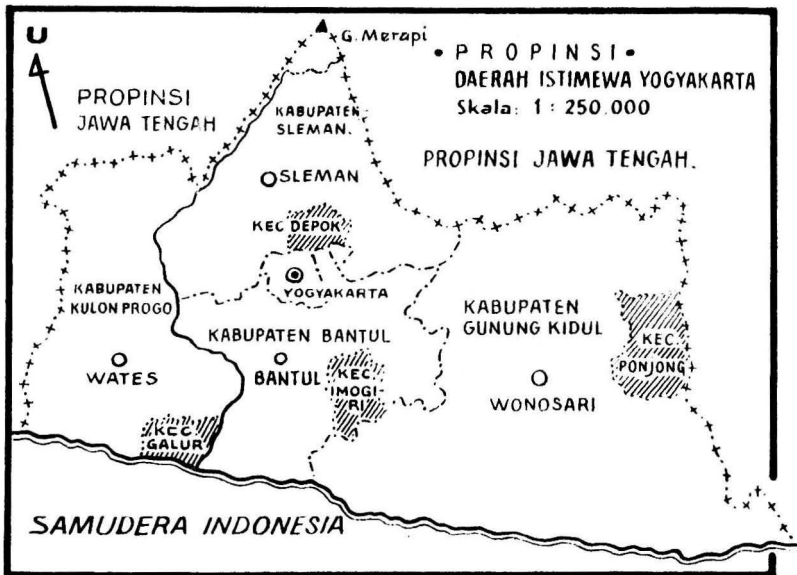 U
G. Merapi
• PROPINSI •
DAERAH ISTIMEWA YOGYAKARTA
Skala: 1 : 250.000
PROPINSI
JAWA TENGAH
KABUPATEN
SLEMAN.
PROPINSI JAWA TENGAH.
SLEMAN
KEC DEPOK
YOGYAKARTA
KABUPATEN
KULON PROGO
KABUPATEN BANTUL
KABUPATEN
GUNUNG KIDUL
WATES
BANTUL
KEC
IMOGI
RI
KEC.
PONJONG
WONOSARI
KEC
GALUR
SAMUDERA INDONESIA